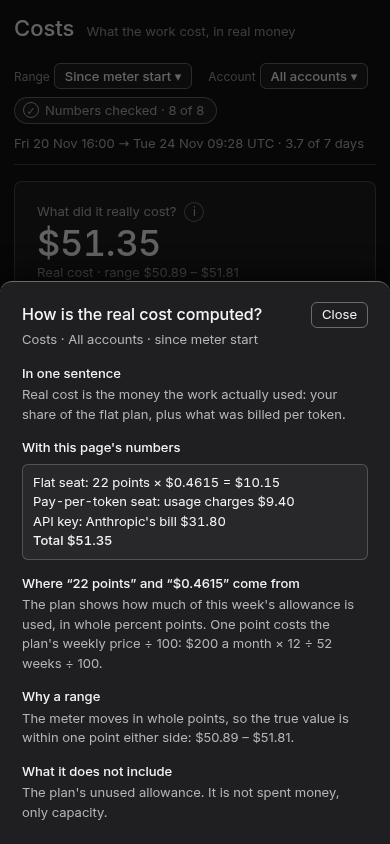 Costs What the work cost, in real money
Range Since meter start ▾ Account All accounts ▾
✓ Numbers checked · 8 of 8
Fri 20 Nov 16:00 → Tue 24 Nov 09:28 UTC · 3.7 of 7 days
What did it really cost? i
$51.35
Real cost · range $50.89 – $51.81
How is the real cost computed? Close
Costs · All accounts · since meter start
In one sentence
Real cost is the money the work actually used: your
share of the flat plan, plus what was billed per token.
With this page's numbers
Flat seat: 22 points × $0.4615 = $10.15
Pay-per-token seat: usage charges $9.40
API key: Anthropic's bill $31.80
Total $51.35
Where “22 points” and “$0.4615” come from
The plan shows how much of this week's allowance is
used, in whole percent points. One point costs the
plan's weekly price ÷ 100: $200 a month × 12 ÷ 52
weeks ÷ 100.
Why a range
The meter moves in whole points, so the true value is
within one point either side: $50.89 – $51.81.
What it does not include
The plan's unused allowance. It is not spent money,
only capacity.